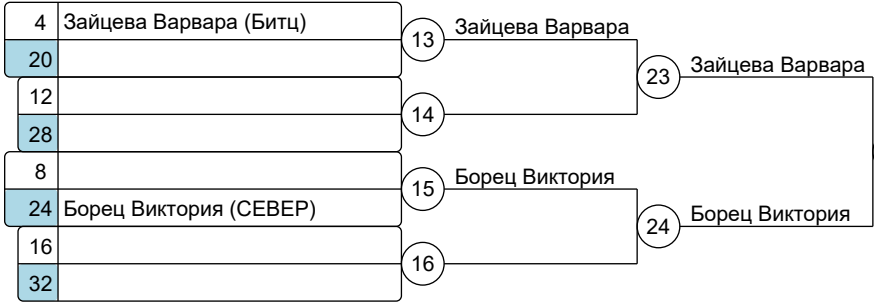 4 Зайцева Варвара (Битц)
20
13 Зайцева Варвара
12
28
14
23 Зайцева Варвара
8
24 Борец Виктория (СЕВЕР)
15 Борец Виктория
16
32
16
24 Борец Виктория